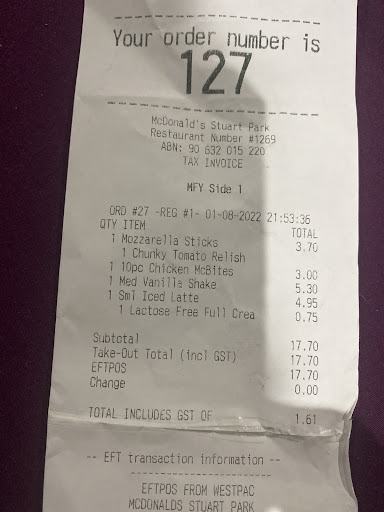 Your order number is
127
McDonald's Stuart Park
Restaurant Number #1269
ABN: 90 632 015 220
TAX INVOICE
MFY Side 1
ORD #27 -REG #1- 01-08-2022 21:53:36
QTY ITEM TOTAL
1 Mozzarella Sticks 3.70
1 Chunky Tomato Relish
1 10pc Chicken McBites 3.00
1 Med Vanilla Shake 5.30
1 Sml Iced Latte 4.95
1 Lactose Free Full Crea 0.75
Subtotal 17.70
Take-Out Total (incl GST) 17.70
EFTPOS 17.70
Change 0.00
TOTAL INCLUDES GST OF 1.61
-- EFT transaction information --
EFTPOS FROM WESTPAC
MCDONALDS STUART PARK